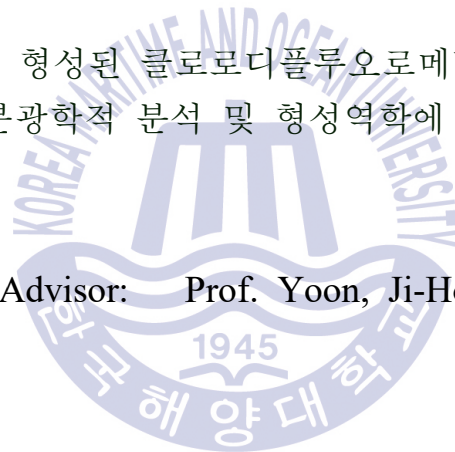 KOREA MARITIME AND OCEAN UNIVERSITY
형성된 클로로디플루오로메
분광학적 분석 및 형성역학에
Advisor: Prof. Yoon, Ji-Ho
1945
한국해양대학교